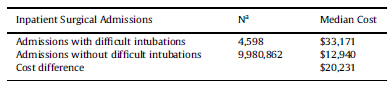 Inpatient Surgical Admissions Nª Median Cost
Admissions with difficult intubations 4,598 $33,171
Admissions without difficult intubations 9,980,862 $12,940
Cost difference $20,231